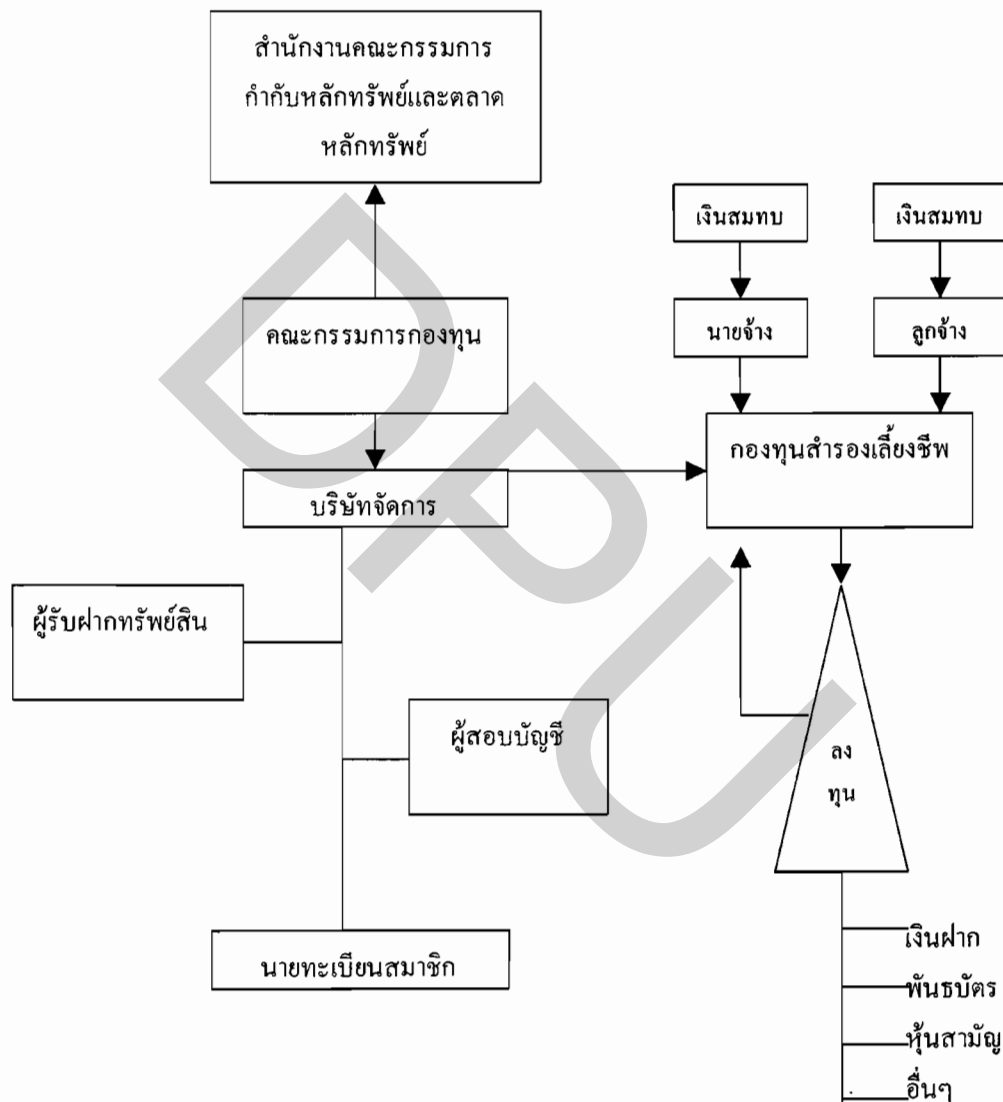 สำนักงานคณะกรรมการ
กำกับหลักทรัพย์และตลาด
หลักทรัพย์
เงินสมทบ
เงินสมทบ
คณะกรรมการกองทุน
นายจ้าง
ลูกจ้าง
กองทุนสำรองเลี้ยงชีพ
บริษัทจัดการ
ผู้รับฝากทรัพย์สิน
ผู้สอบบัญชี
ลง
ทุน
นายทะเบียนสมาชิก
เงินฝาก
พันธบัตร
หุ้นสามัญ
อื่นๆ
DPU